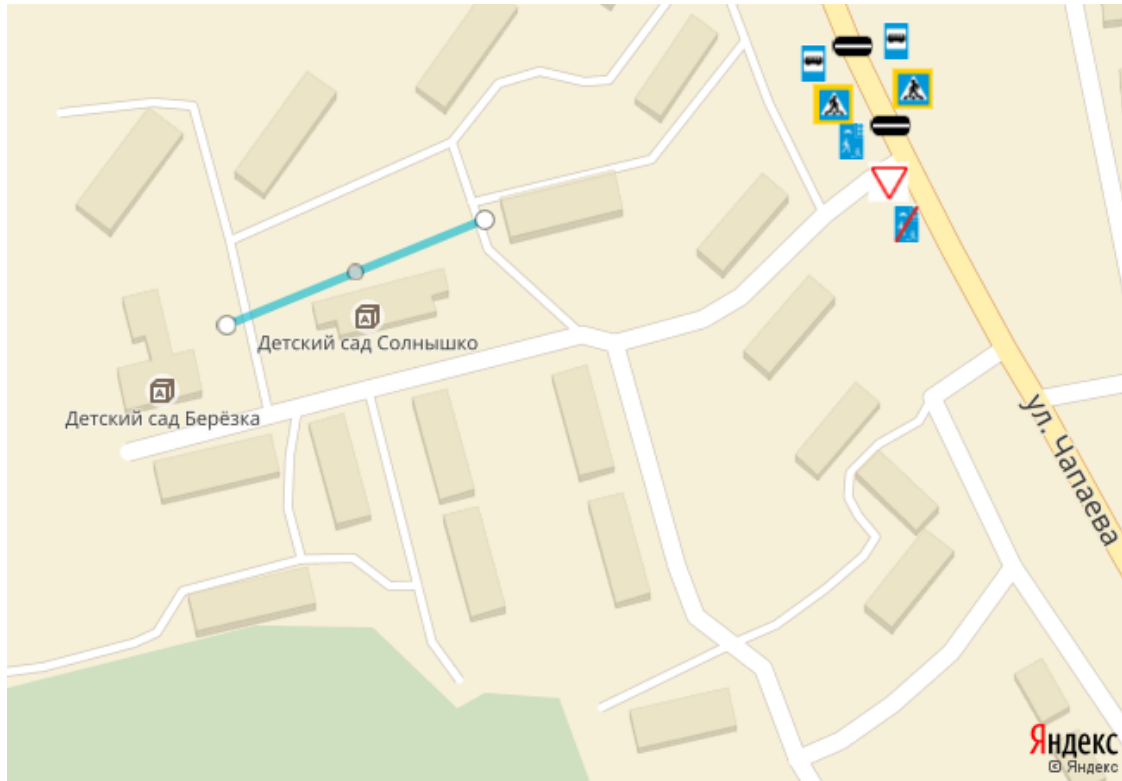 Детский сад Солнышко
Детский сад Берёзка
ул. Чапаева
Яндекс
© Яндекс